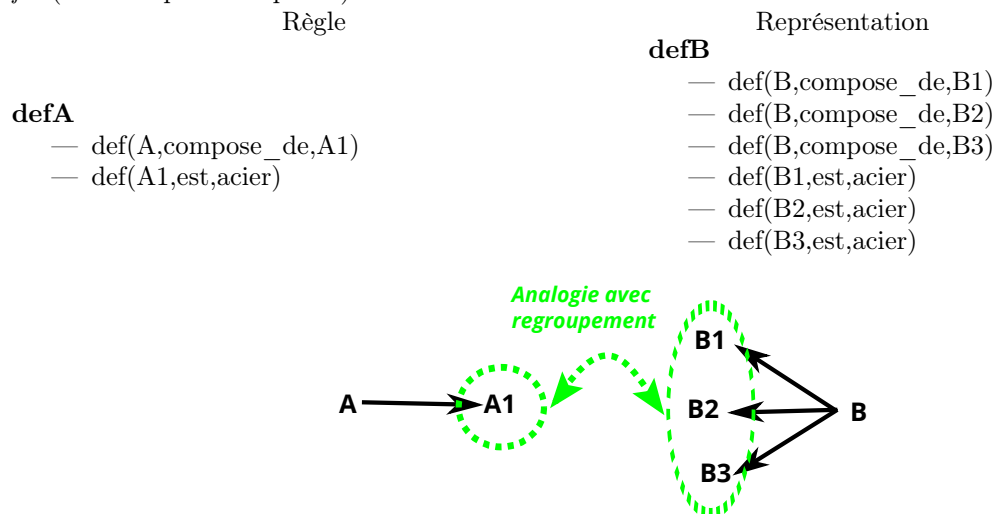 Règle
defA
— def(A,compose_de,A1)
— def(A1,est,acier)
Représentation
defB
— def(B,compose_de,B1)
— def(B,compose_de,B2)
— def(B,compose_de,B3)
— def(B1,est,acier)
— def(B2,est,acier)
— def(B3,est,acier)
Analogie avec
regroupement
A
A1
B1
B2
B3
B